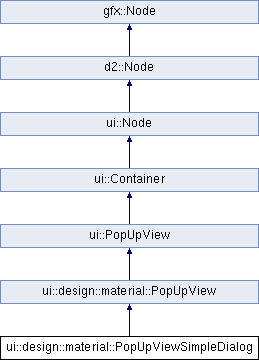 gfx::Node
d2::Node
ui::Node
ui::Container
ui::PopUpView
ui::design::material::PopUpView
ui::design::material::PopUpViewSimpleDialog